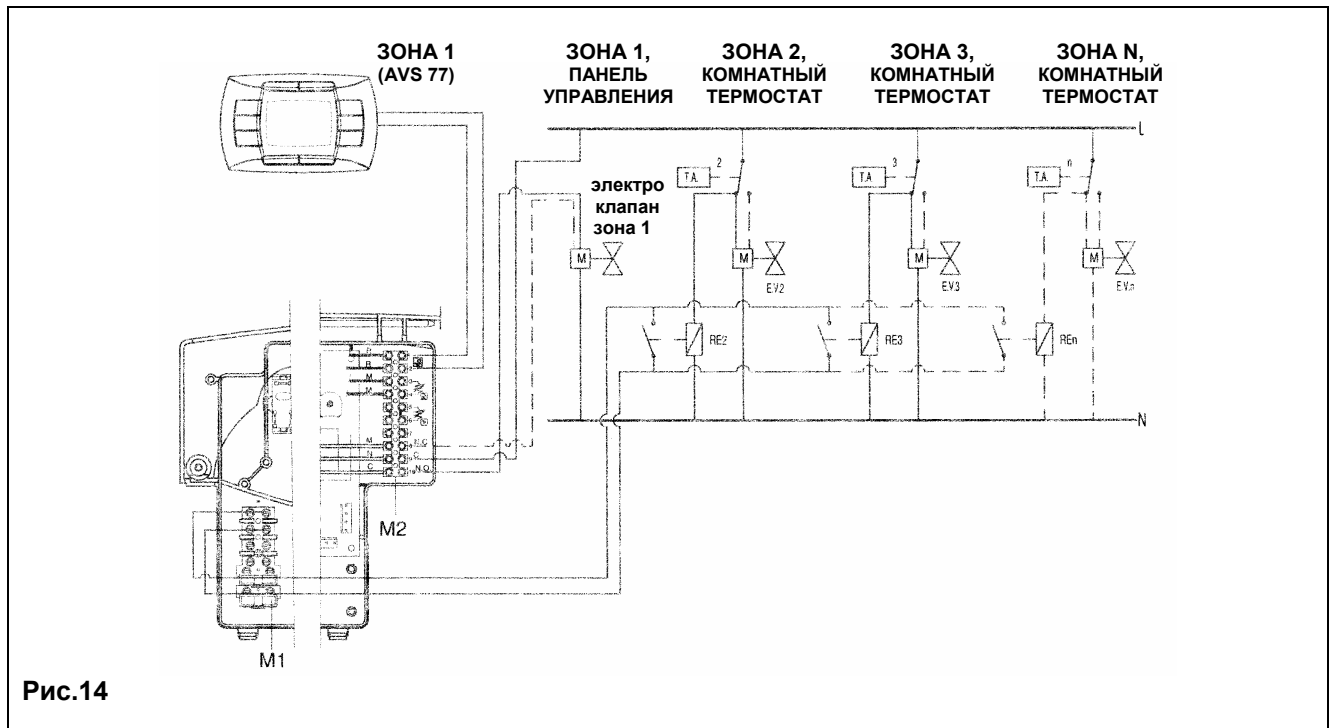 ЗОНА 1
(AVS 77)
ЗОНА 1,
ПАНЕЛЬ
УПРАВЛЕНИЯ
ЗОНА 2,
КОМНАТНЫЙ
ТЕРМОСТАТ
ЗОНА 3,
КОМНАТНЫЙ
ТЕРМОСТАТ
ЗОНА N,
КОМНАТНЫЙ
ТЕРМОСТАТ
L
2
T.A.
3
T.A.
n
T.A.
электро
клапан
зона 1
M
M
E.V.2
M
E.V.3
M
E.V.n
RE2
RE3
REn
N
R
M
M
M
N
C
N.C.
C
N.O.
M2
M1
Рис.14